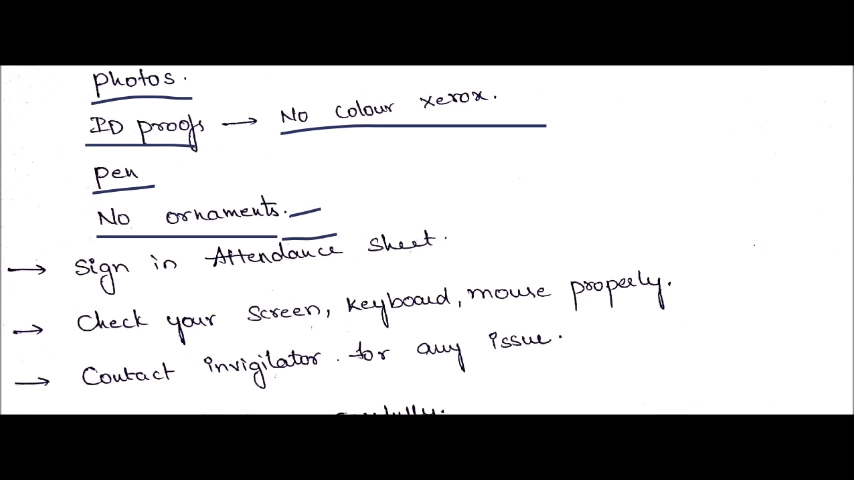 photos.
ID proofs → No colour xerox.
pen
No ornaments. —
→ Sign in Attendance sheet.
→ Check your screen, keyboard, mouse properly.
→ Contact invigilator. for any issue.